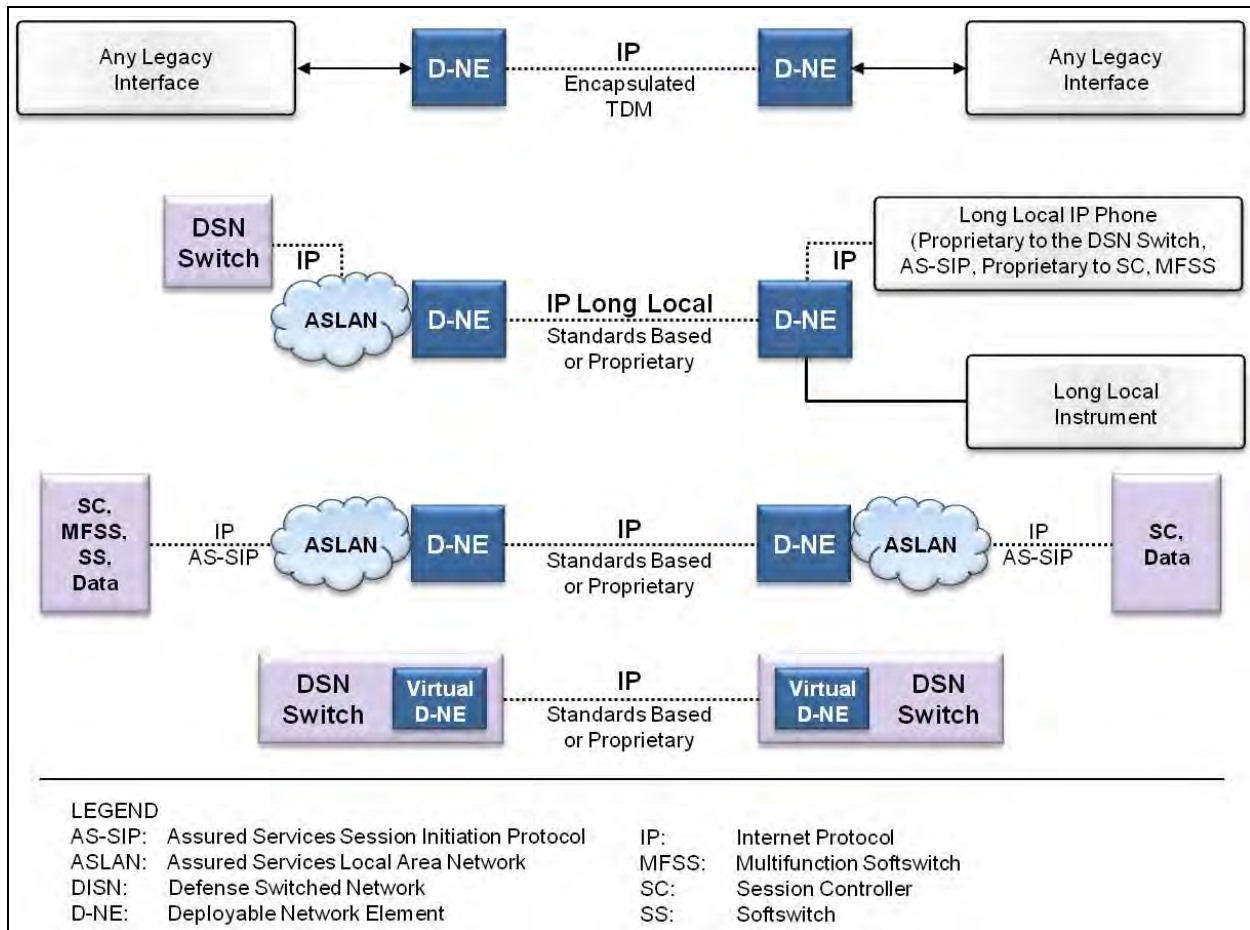 Any Legacy
Interface
D-NE
IP
Encapsulated
TDM
D-NE
Any Legacy
Interface
DSN
Switch
IP
ASLAN
D-NE
IP Long Local
Standards Based
or Proprietary
D-NE
IP
Long Local IP Phone
(Proprietary to the DSN Switch,
AS-SIP, Proprietary to SC, MFSS
Long Local
Instrument
SC,
MFSS,
SS,
Data
IP
AS-SIP
ASLAN
D-NE
IP
Standards Based
or Proprietary
D-NE
ASLAN
IP
AS-SIP
SC,
Data
DSN
Switch
Virtual
D-NE
IP
Standards Based
or Proprietary
Virtual
D-NE
DSN
Switch
LEGEND
AS-SIP: Assured Services Session Initiation Protocol
ASLAN: Assured Services Local Area Network
DISN: Defense Switched Network
D-NE: Deployable Network Element
IP: Internet Protocol
MFSS: Multifunction Softswitch
SC: Session Controller
SS: Softswitch